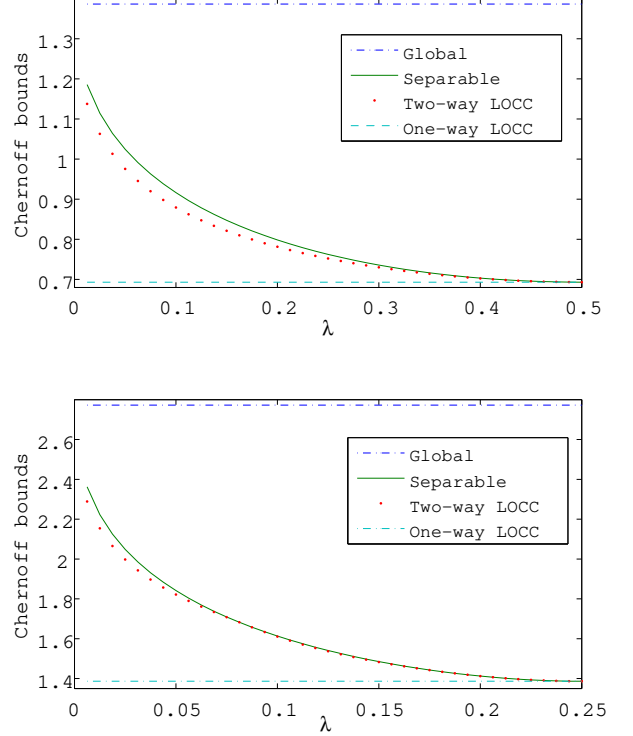 1.3
1.2
1.1
1
0.9
0.8
0.7
Chernoff bounds
Global
Separable
Two-way LOCC
One-way LOCC
0
0.1
0.2
0.3
0.4
0.5
λ
2.6
2.4
2.2
2
1.8
1.6
1.4
Chernoff bounds
Global
Separable
Two-way LOCC
One-way LOCC
0
0.05
0.1
0.15
0.2
0.25
λ